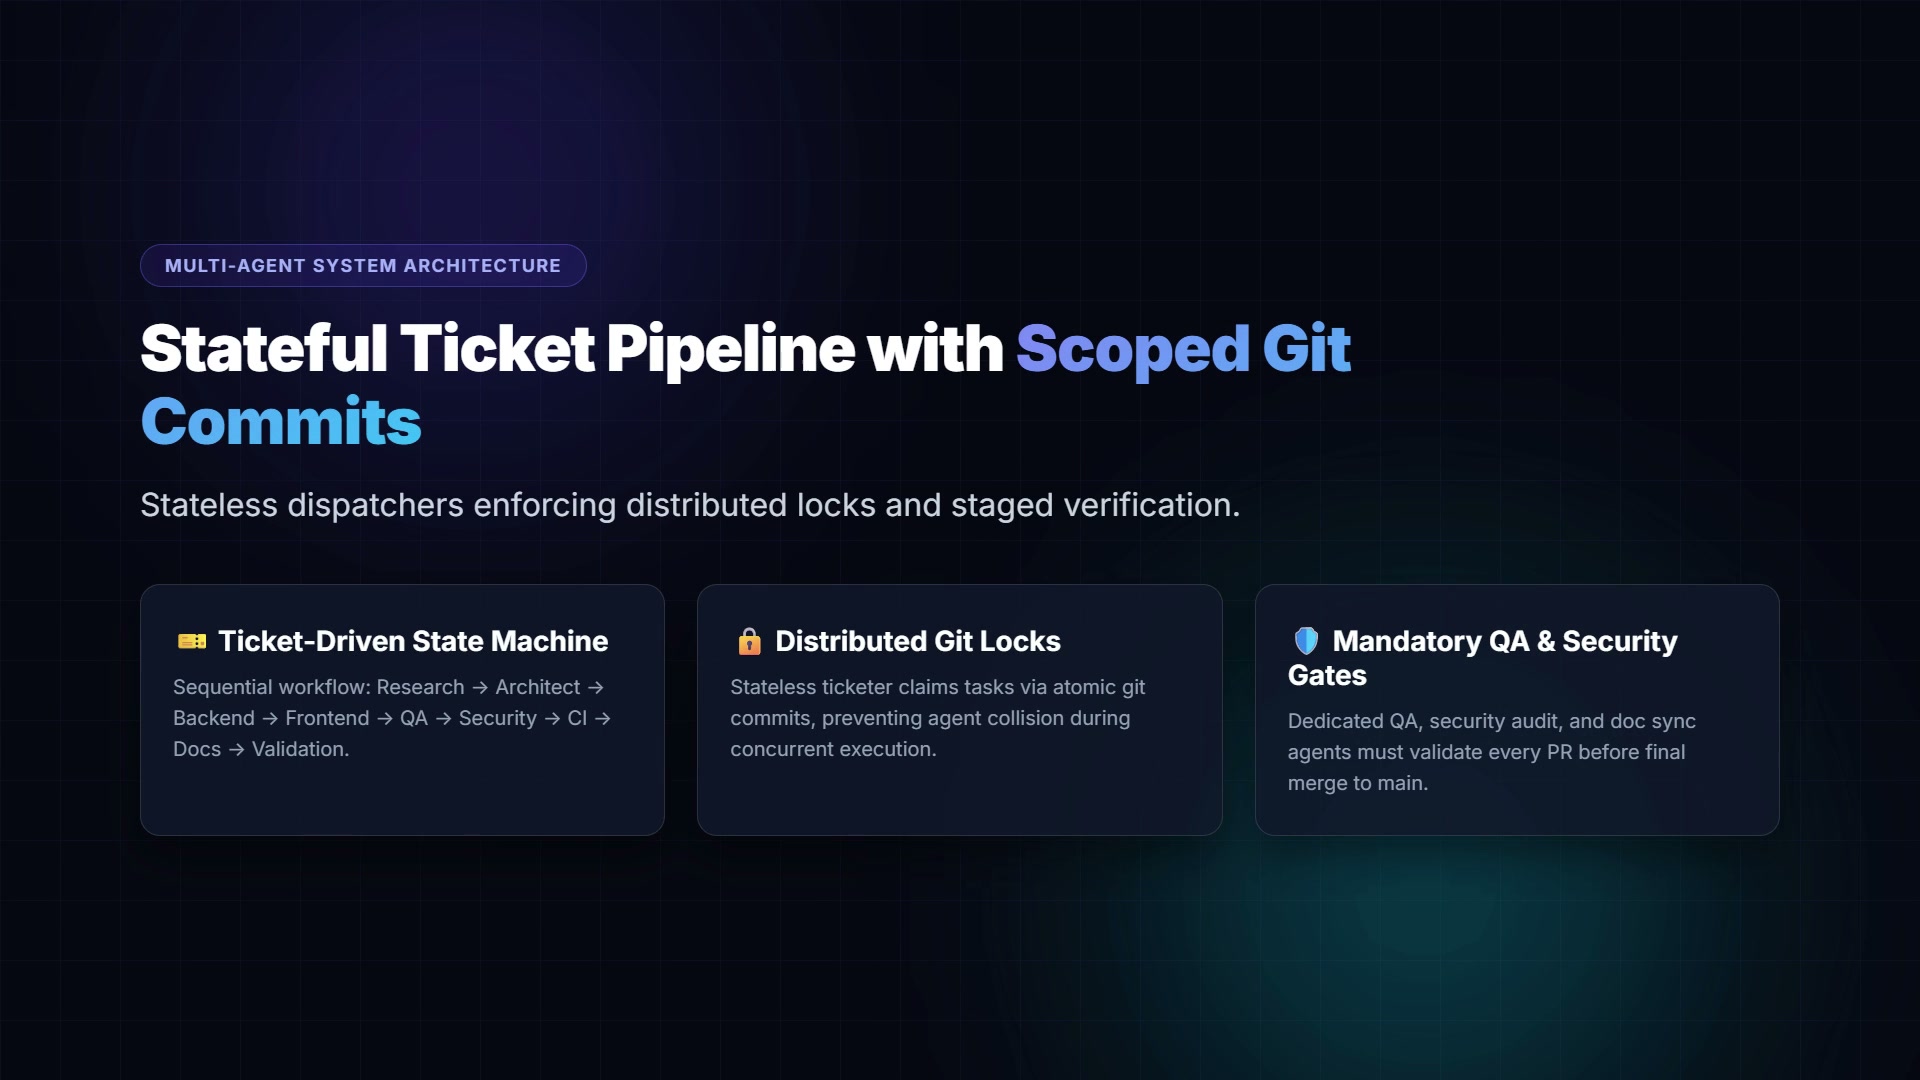 MULTI-AGENT SYSTEM ARCHITECTURE
Stateful Ticket Pipeline with Scoped Git
Commits
Stateless dispatchers enforcing distributed locks and staged verification.
🎫 Ticket-Driven State Machine
Sequential workflow: Research → Architect →
Backend → Frontend → QA → Security → CI →
Docs → Validation.
🔒 Distributed Git Locks
Stateless ticketer claims tasks via atomic git
commits, preventing agent collision during
concurrent execution.
🛡️ Mandatory QA & Security
Gates
Dedicated QA, security audit, and doc sync
agents must validate every PR before final
merge to main.